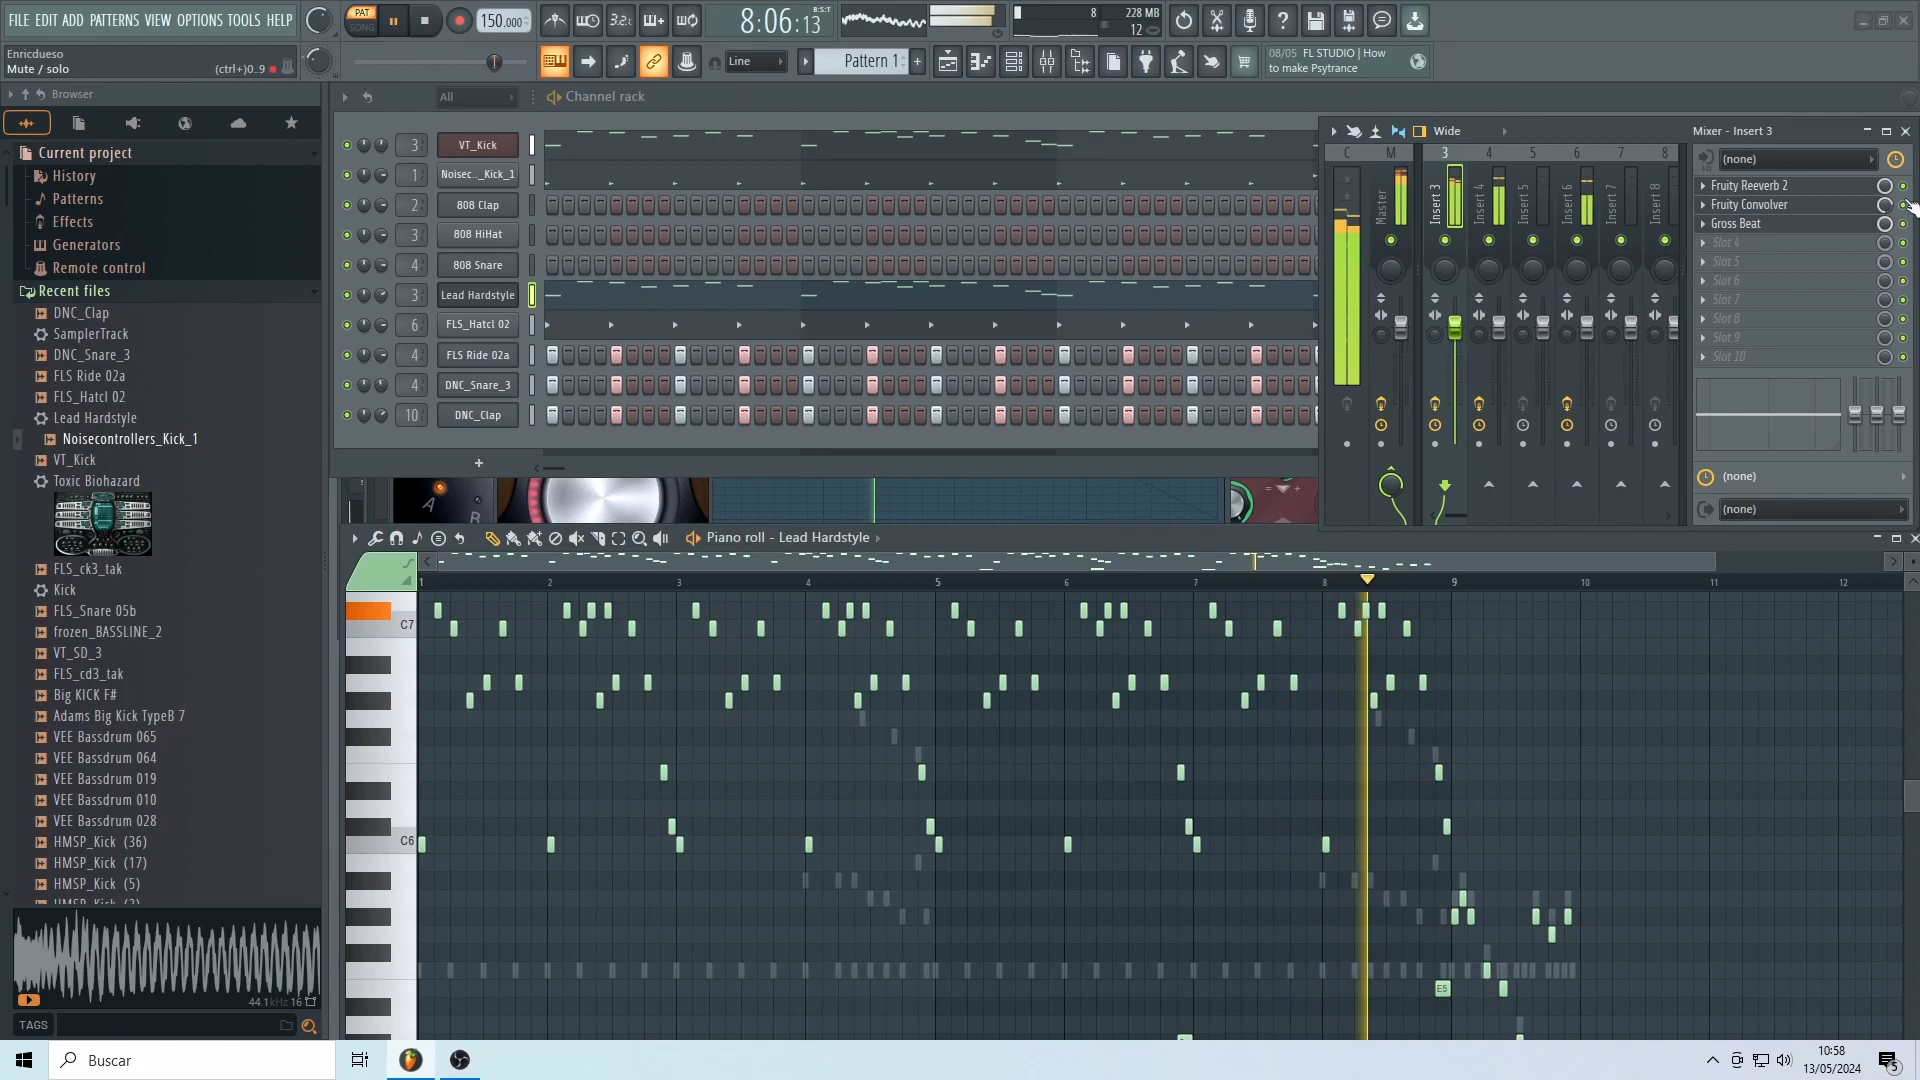 FILE EDIT ADD PATTERNS VIEW OPTIONS TOOLS HELP
PAT
SONG
150.000
3.2:
8:06:13
B:S:T
8
228 MB
12
Enricdueso
Mute / solo
(ctrl+)0..9
Line
Pattern 1
08/05 FL STUDIO | How
to make Psytrance
Browser
Current project
History
Patterns
Effects
Generators
Remote control
Recent files
DNC_Clap
SamplerTrack
DNC_Snare_3
FLS Ride 02a
FLS_Hatcl 02
Lead Hardstyle
Noisecontrollers_Kick_1
VT_Kick
Toxic Biohazard
FLS_ck3_tak
Kick
FLS_Snare 05b
frozen_BASSLINE_2
VT_SD_3
FLS_cd3_tak
Big KICK F#
Adams Big Kick TypeB 7
VEE Bassdrum 065
VEE Bassdrum 064
VEE Bassdrum 019
VEE Bassdrum 010
VEE Bassdrum 028
HMSP_Kick (36)
HMSP_Kick (17)
HMSP_Kick (5)
44.1kHz 16
TAGS
All
Channel rack
3 VT_Kick
1 Noisec.._Kick_1
2 808 Clap
3 808 HiHat
4 808 Snare
3 Lead Hardstyle
6 FLS_Hatcl 02
4 FLS Ride 02a
4 DNC_Snare_3
10 DNC_Clap
+
A
B
Wide
Mixer - Insert 3
C M 3 4 5 6 7 8
Master
Insert 3
Insert 4
Insert 5
Insert 6
Insert 7
Insert 8
(none)
Fruity Reeverb 2
Fruity Convolver
Gross Beat
Slot 4
Slot 5
Slot 6
Slot 7
Slot 8
Slot 9
Slot 10
(none)
(none)
Piano roll - Lead Hardstyle
1 2 3 4 5 6 7 8 9 10 11 12
C7
C6
E5
Buscar
10:58
13/05/2024
5